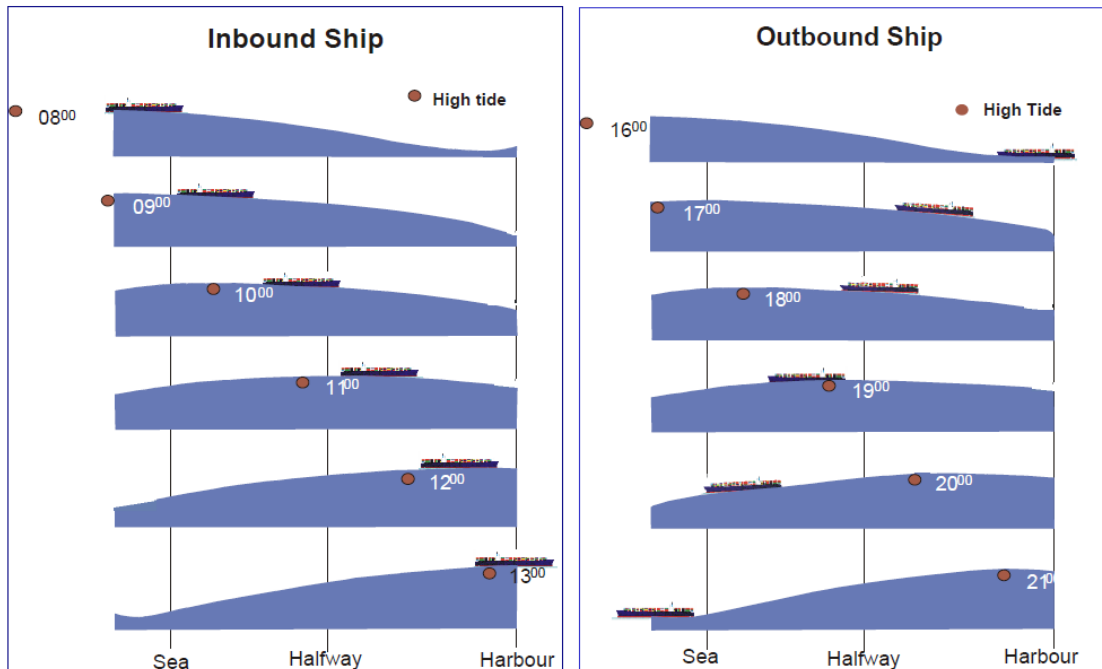 Inbound Ship
High tide
08⁰⁰
09⁰⁰
10⁰⁰
11⁰⁰
12⁰⁰
13⁰⁰
Sea Halfway Harbour
Outbound Ship
High Tide
16⁰⁰
17⁰⁰
18⁰⁰
19⁰⁰
20⁰⁰
21⁰⁰
Sea Halfway Harbour